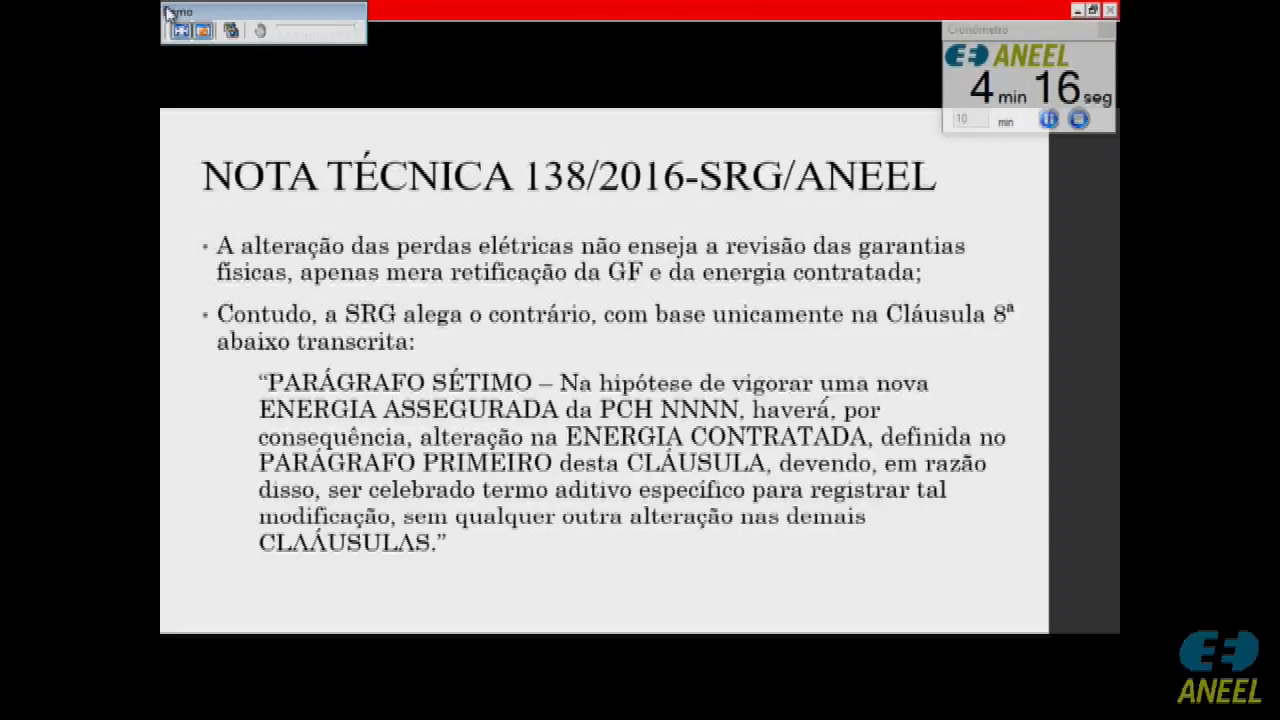 Cronômetro
ANEEL
4 min 16 seg
10 min
NOTA TÉCNICA 138/2016-SRG/ANEEL
• A alteração das perdas elétricas não enseja a revisão das garantias
físicas, apenas mera retificação da GF e da energia contratada;
• Contudo, a SRG alega o contrário, com base unicamente na Cláusula 8ª
abaixo transcrita:
“PARÁGRAFO SÉTIMO – Na hipótese de vigorar uma nova
ENERGIA ASSEGURADA da PCH NNNN, haverá, por
consequência, alteração na ENERGIA CONTRATADA, definida no
PARÁGRAFO PRIMEIRO desta CLÁUSULA, devendo, em razão
disso, ser celebrado termo aditivo específico para registrar tal
modificação, sem qualquer outra alteração nas demais
CLAÁUSULAS.”
ANEEL